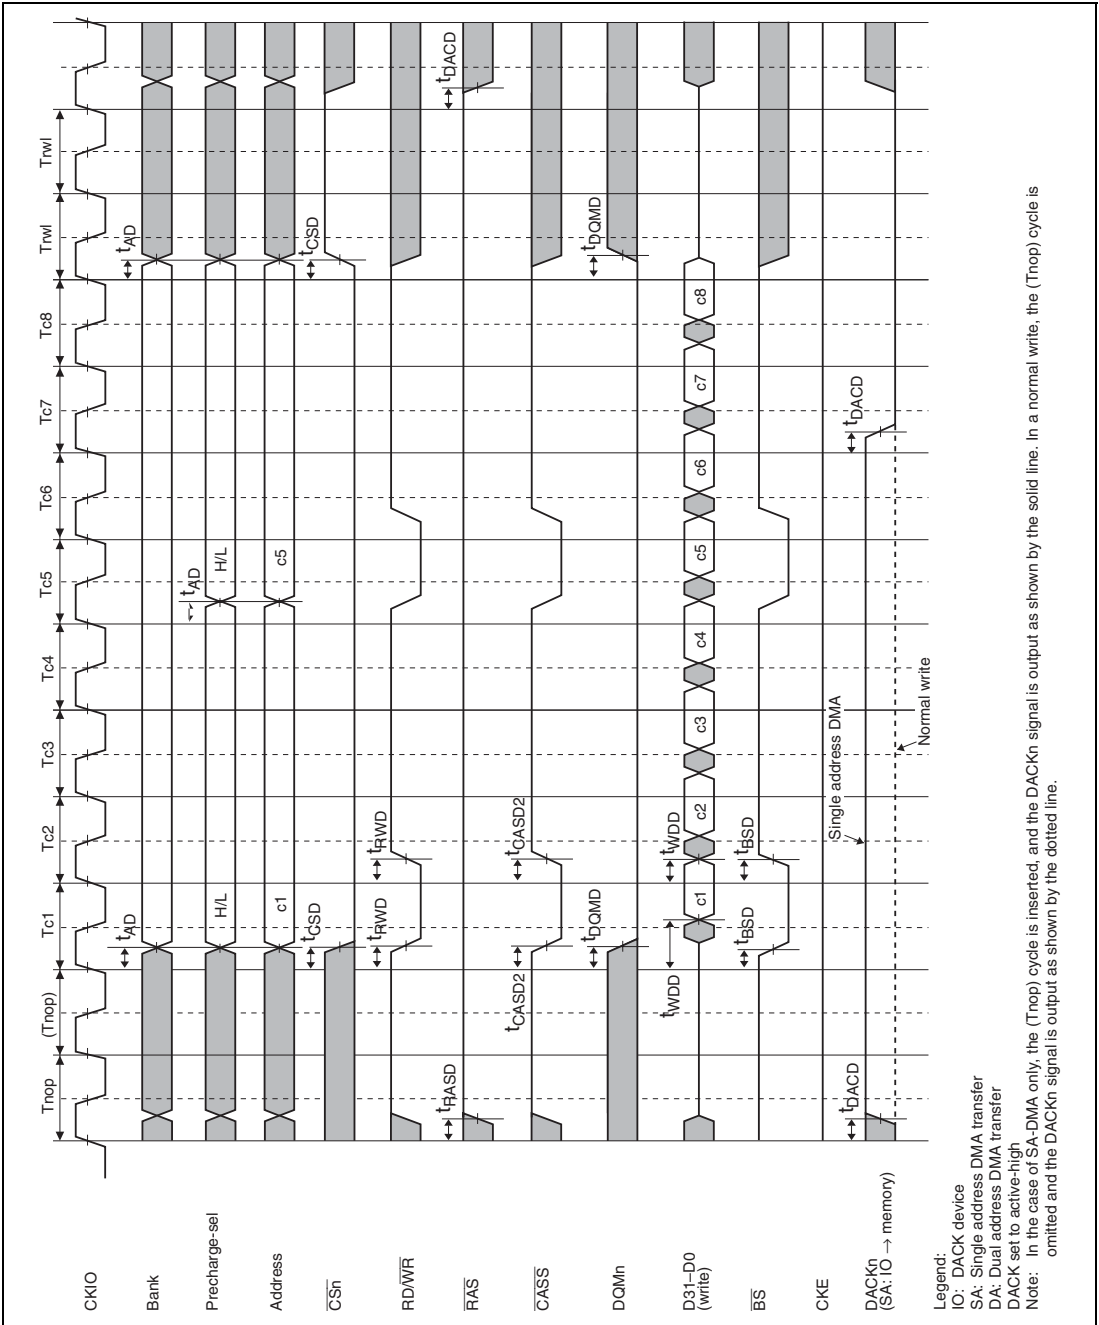 Tnop (Tnop) Tc1 Tc2 Tc3 Tc4 Tc5 Tc6 Tc7 Tc8 Trwl Trwl
CKIO
tAD tAD
Bank
tAD
Precharge-sel H/L H/L
Address c1 c5
tCSD tCSD
CSn
tRWD tRWD
RD/WR
tRASD tDACD
RAS
tCASD2 tCASD2
CASS
tDQMD tDQMD
DQMn
tWDD tWDD
D31–D0
(write)
c1 c2 c3 c4 c5 c6 c7 c8
tBSD tBSD
BS
CKE
Single address DMA
tDACD tDACD
DACKn
(SA: IO → memory)
Normal write
Legend:
IO: DACK device
SA: Single address DMA transfer
DA: Dual address DMA transfer
DACK set to active-high
Note: In the case of SA-DMA only, the (Tnop) cycle is inserted, and the DACKn signal is output as shown by the solid line. In a normal write, the (Tnop) cycle is
omitted and the DACKn signal is output as shown by the dotted line.